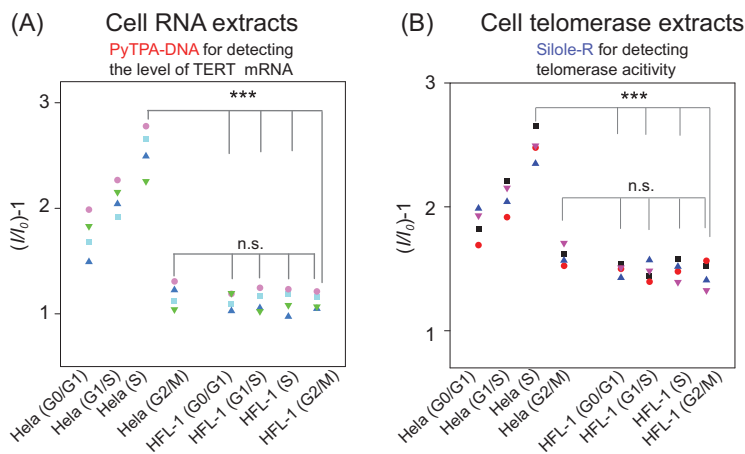 (A)
Cell RNA extracts
PyTPA-DNA for detecting
the level of TERT mRNA
***
n.s.
3
2
1
(I/I0)-1
Hela (G0/G1)
Hela (G1/S)
Hela (S)
Hela (G2/M)
HFL-1 (G0/G1)
HFL-1 (G1/S)
HFL-1 (S)
HFL-1 (G2/M)
(B)
Cell telomerase extracts
Silole-R for detecting
telomerase acitivity
***
n.s.
3
2
1
(I/I0)-1
Hela (G0/G1)
Hela (G1/S)
Hela (S)
Hela (G2/M)
HFL-1 (G0/G1)
HFL-1 (G1/S)
HFL-1 (S)
HFL-1 (G2/M)